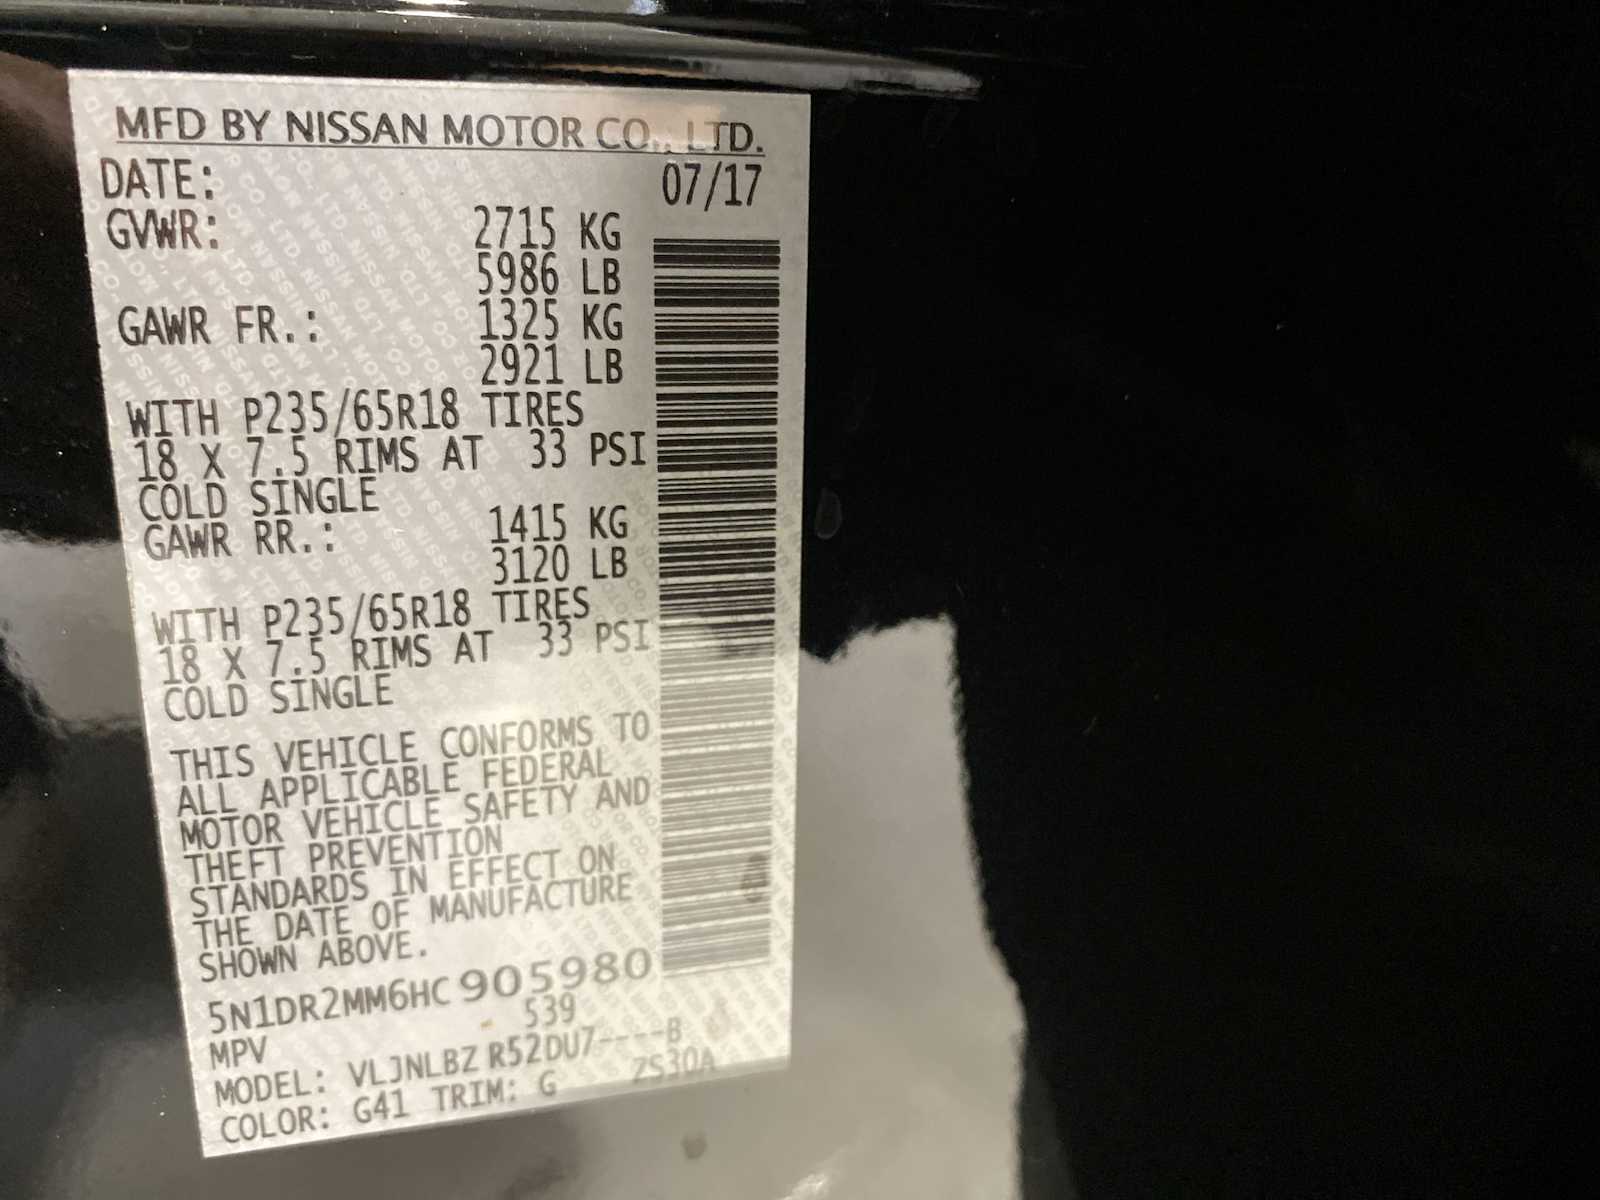 MFD BY NISSAN MOTOR CO., LTD.
DATE: 07/17
GVWR: 2715 KG
5986 LB
GAWR FR.: 1325 KG
2921 LB
WITH P235/65R18 TIRES
18 X 7.5 RIMS AT 33 PSI
COLD SINGLE
GAWR RR.: 1415 KG
3120 LB
WITH P235/65R18 TIRES
18 X 7.5 RIMS AT 33 PSI
COLD SINGLE
THIS VEHICLE CONFORMS TO
ALL APPLICABLE FEDERAL
MOTOR VEHICLE SAFETY AND
THEFT PREVENTION
STANDARDS IN EFFECT ON
THE DATE OF MANUFACTURE
SHOWN ABOVE.
5N1DR2MM6HC905980
MPV 539
MODEL: VLJNLBZ R52DU7----B
COLOR: G41 TRIM: G ZS30A